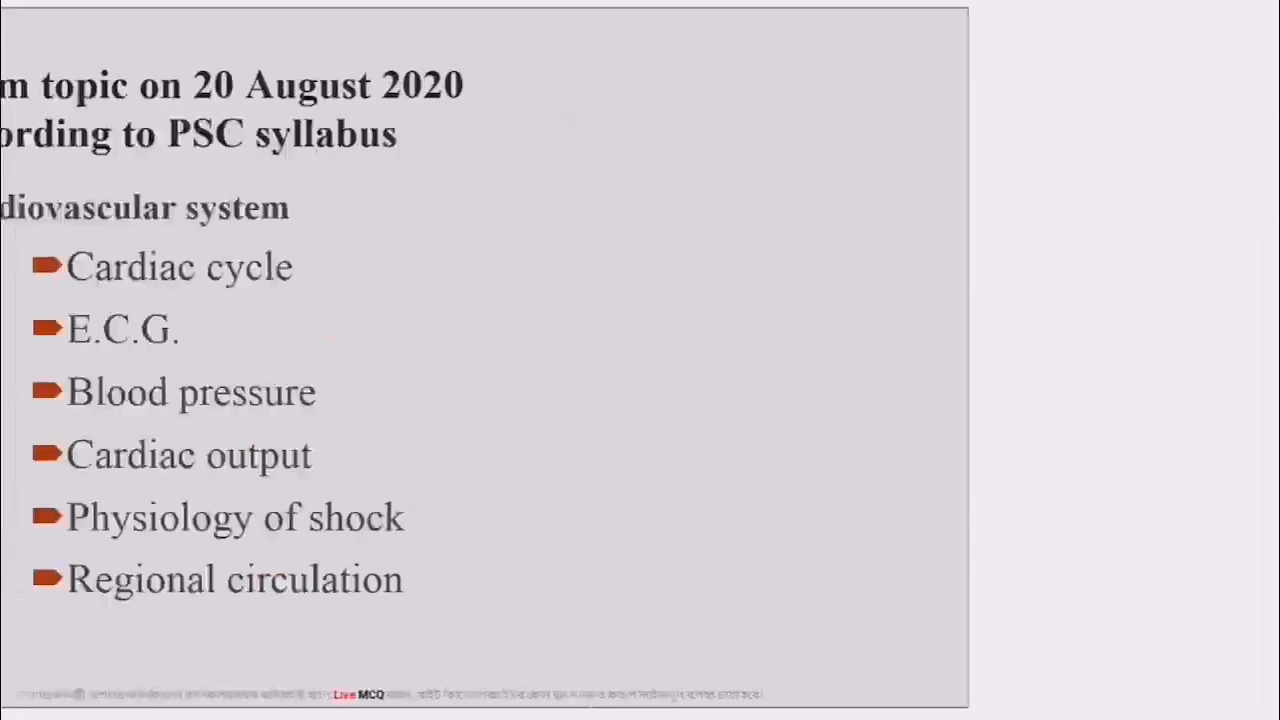 m topic on 20 August 2020
ording to PSC syllabus
diovascular system
Cardiac cycle
E.C.G.
Blood pressure
Cardiac output
Physiology of shock
Regional circulation
Live MCQ